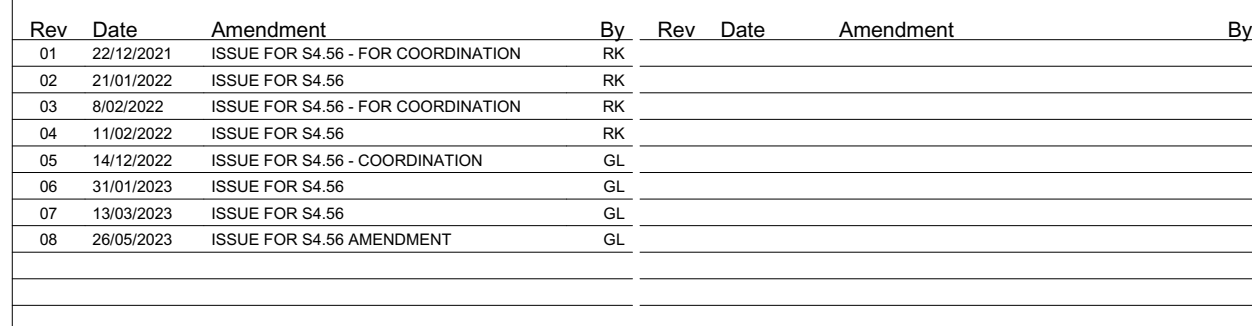 Rev Date Amendment By Rev Date Amendment By
01 22/12/2021 ISSUE FOR S4.56 - FOR COORDINATION RK
02 21/01/2022 ISSUE FOR S4.56 RK
03 8/02/2022 ISSUE FOR S4.56 - FOR COORDINATION RK
04 11/02/2022 ISSUE FOR S4.56 RK
05 14/12/2022 ISSUE FOR S4.56 - COORDINATION GL
06 31/01/2023 ISSUE FOR S4.56 GL
07 13/03/2023 ISSUE FOR S4.56 GL
08 26/05/2023 ISSUE FOR S4.56 AMENDMENT GL